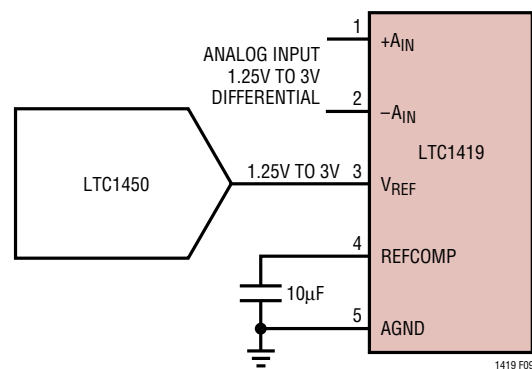 1
+AIN
ANALOG INPUT
1.25V TO 3V
DIFFERENTIAL
2
–AIN
LTC1419
LTC1450
1.25V TO 3V
3
VREF
4
REFCOMP
10µF
5
AGND
1419 F09